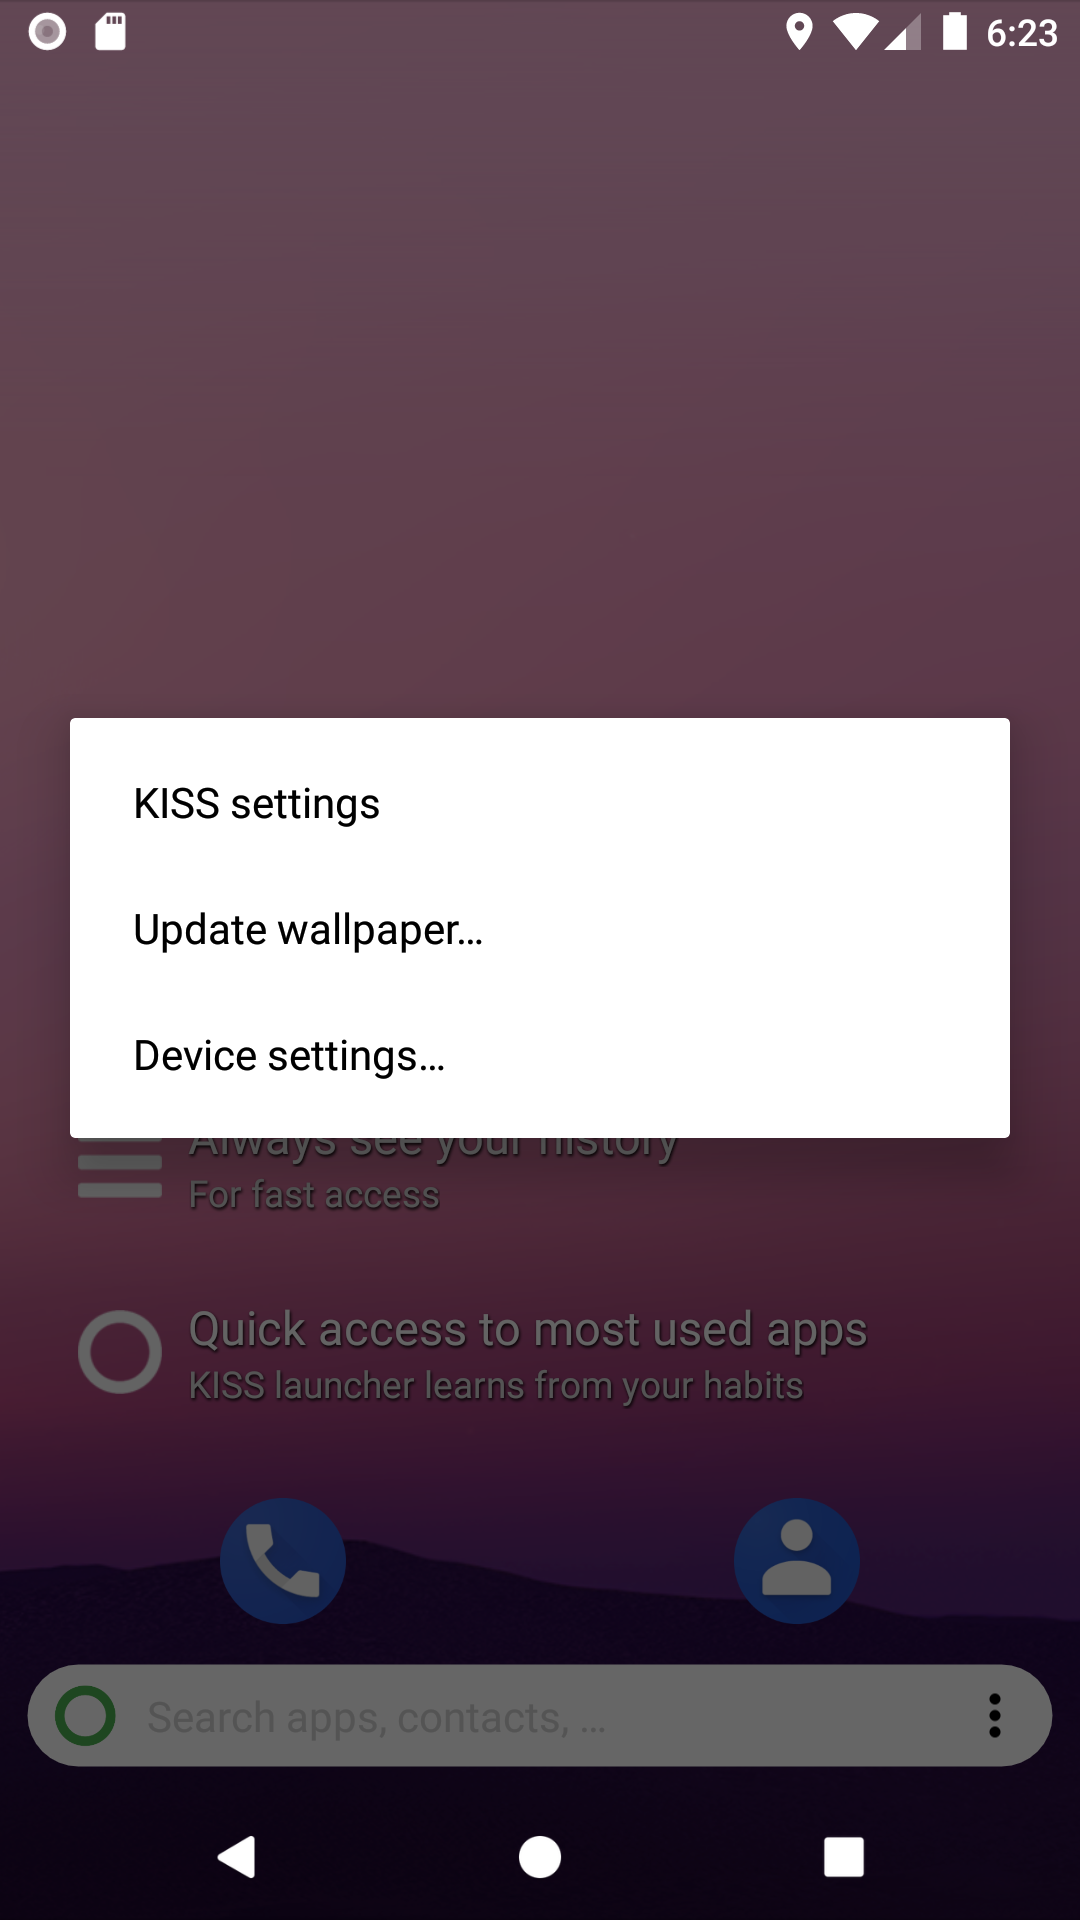 6:23
KISS settings
Update wallpaper...
Device settings...
Always see your history
For fast access
Quick access to most used apps
KISS launcher learns from your habits
Search apps, contacts, ...